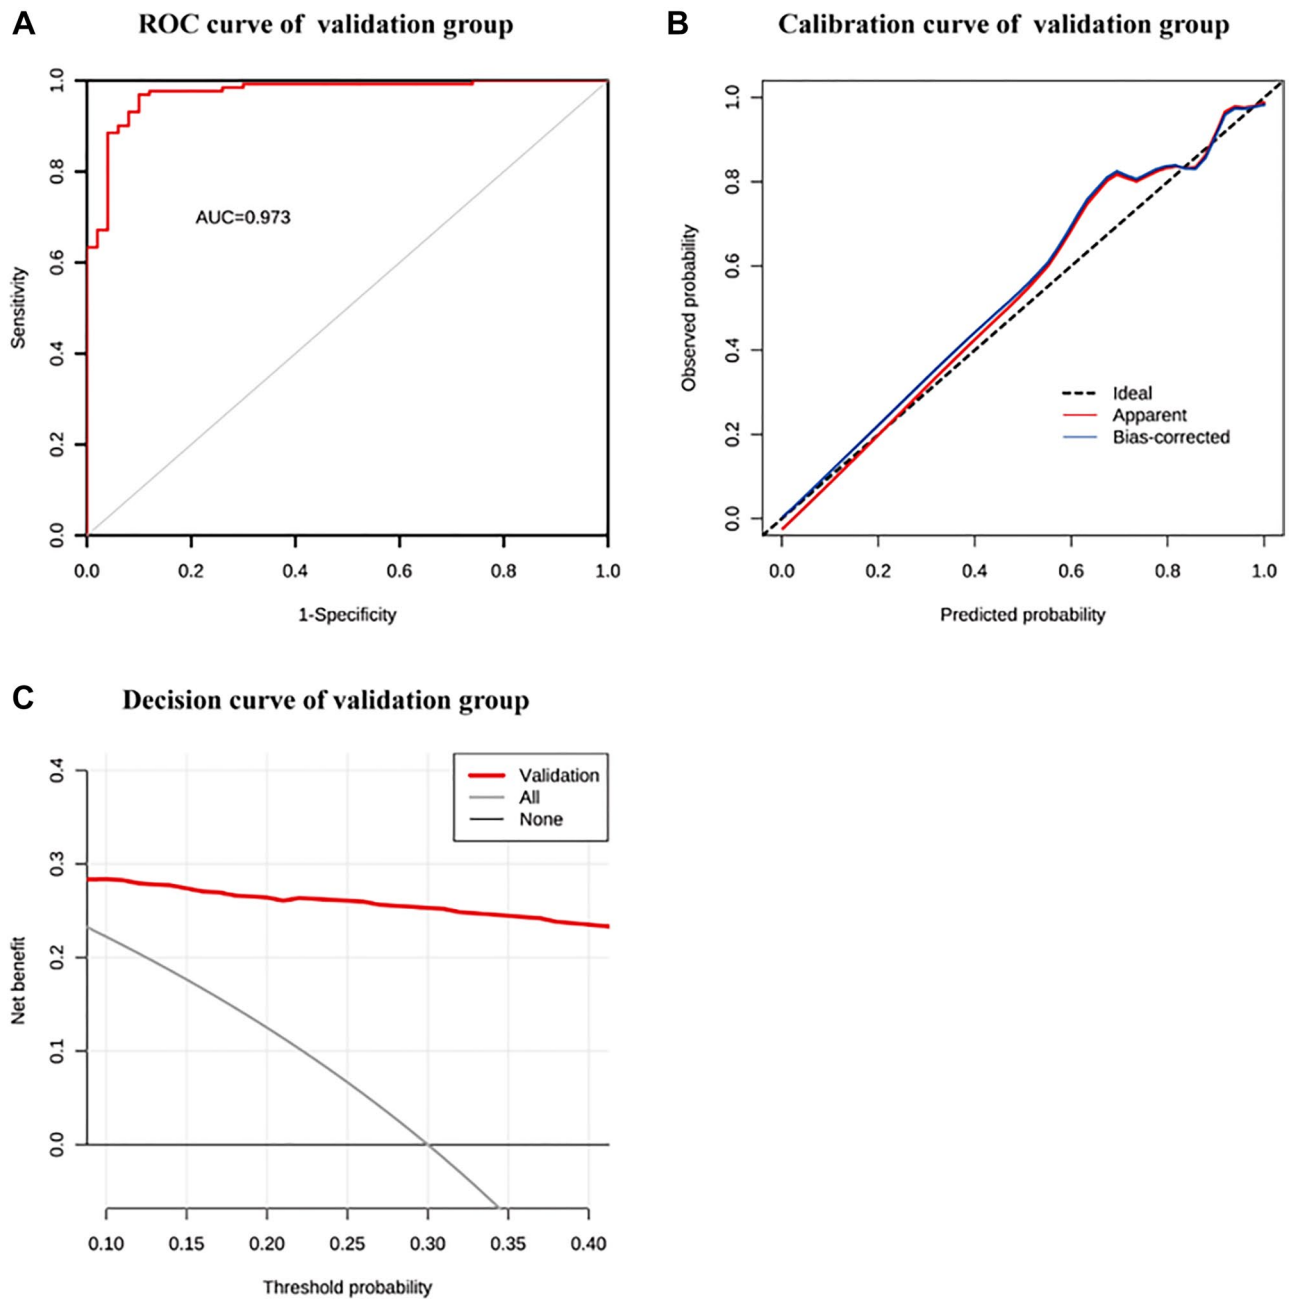 A
ROC curve of validation group
1.0
0.8
0.6
0.4
0.2
0.0
Sensitivity
AUC=0.973
0.0 0.2 0.4 0.6 0.8 1.0
1-Specificity
B
Calibration curve of validation group
1.0
0.8
0.6
0.4
0.2
0.0
Observed probability
Ideal
Apparent
Bias-corrected
0.0 0.2 0.4 0.6 0.8 1.0
Predicted probability
C
Decision curve of validation group
0.4
0.3
0.2
0.1
0.0
Net benefit
Validation
All
None
0.10 0.15 0.20 0.25 0.30 0.35 0.40
Threshold probability